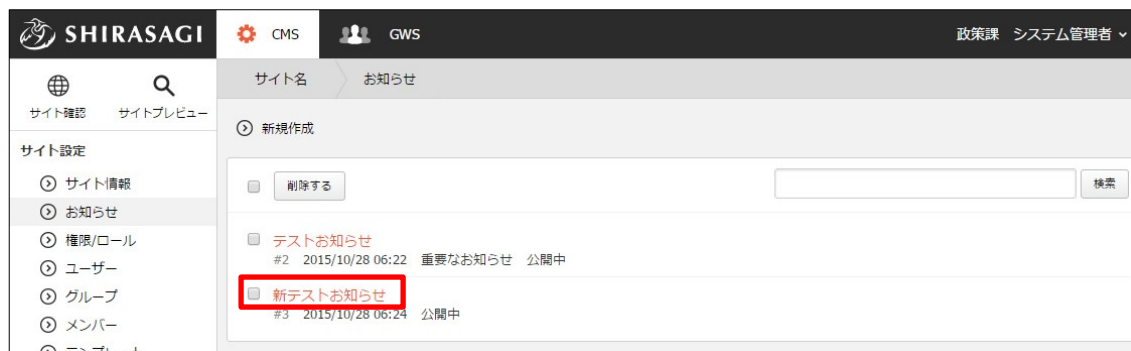 SHIRASAGI CMS GWS 政策課 システム管理者
サイト確認 サイトプレビュー
サイト名 お知らせ
新規作成
サイト設定
サイト情報
お知らせ
権限/ロール
ユーザー
グループ
メンバー
削除する 検索
テストお知らせ
#2 2015/10/28 06:22 重要なお知らせ 公開中
新テストお知らせ
#3 2015/10/28 06:24 公開中